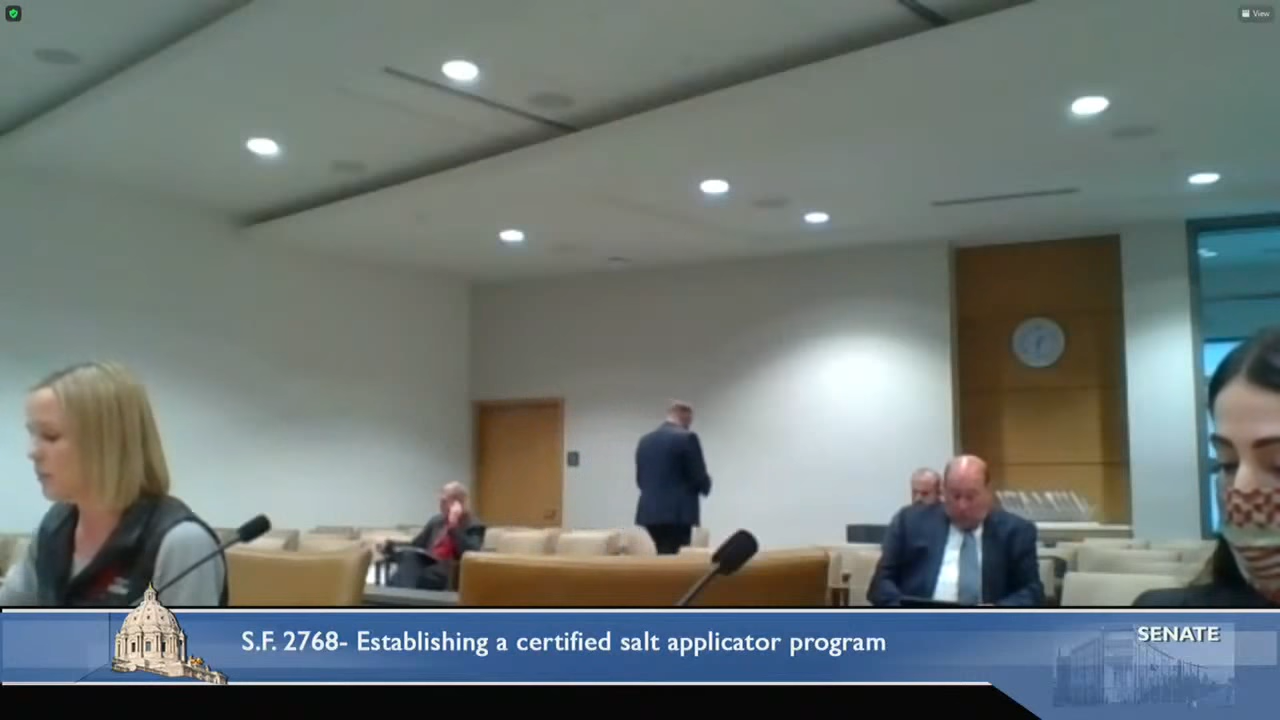 View
S.F. 2768- Establishing a certified salt applicator program
SENATE